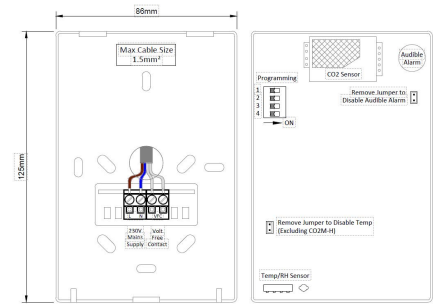 86mm
125mm
Max Cable Size
1.5mm²
L N VFC
230V
Mains
Supply
Volt
Free
Contact
CO2 Sensor
Audible
Alarm
Programming
1
2
3
4
ON
Remove Jumper to
Disable Audible Alarm
Remove Jumper to Disable Temp
(Excluding CO2M-H)
Temp/RH Sensor